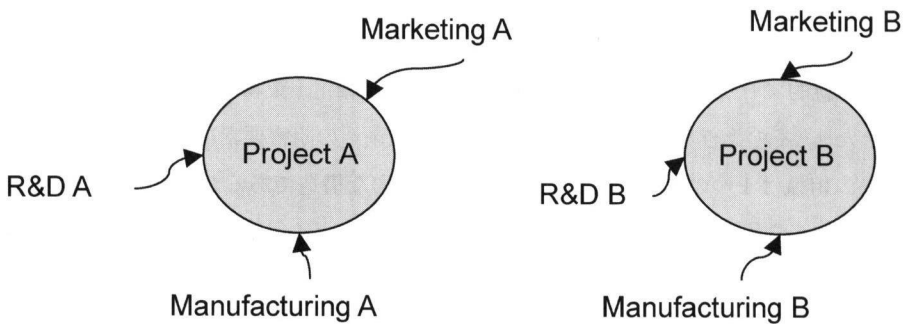 Marketing A
Project A
R&D A
Manufacturing A
Marketing B
Project B
R&D B
Manufacturing B